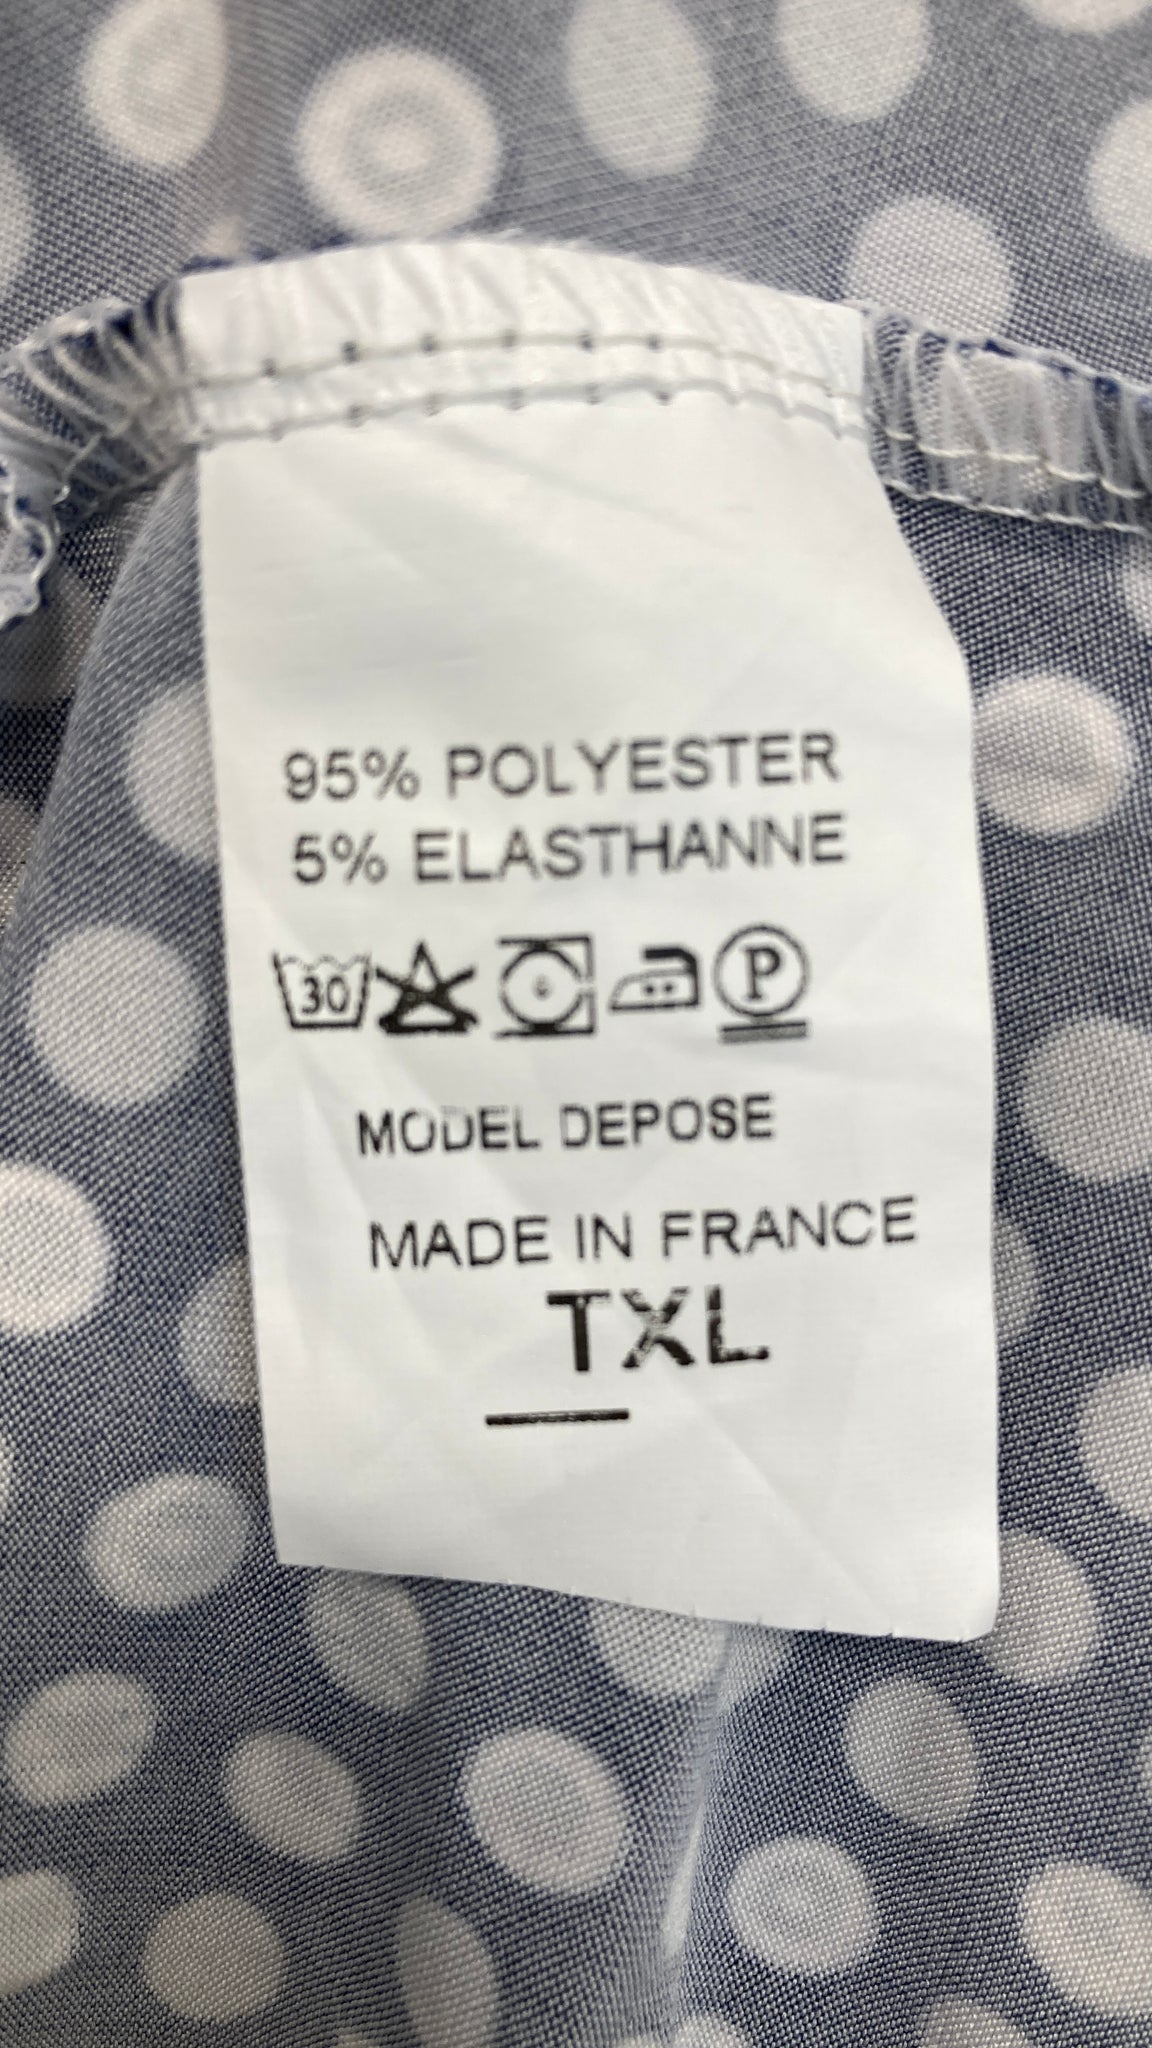 95% POLYESTER
5% ELASTHANNE
30 P
MODEL DEPOSE
MADE IN FRANCE
TXL